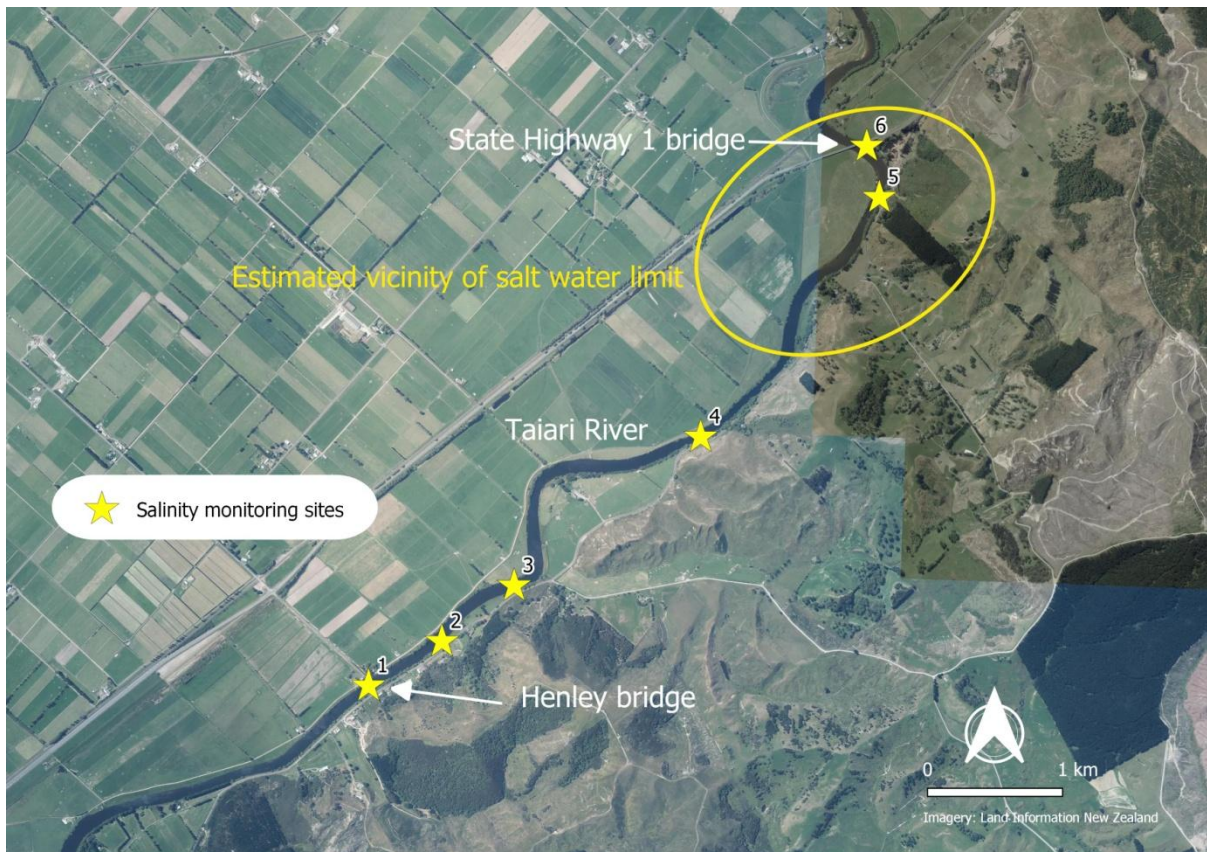 6
State Highway 1 bridge
5
Estimated vicinity of salt water limit
4
Taiari River
Salinity monitoring sites
3
2
1
Henley bridge
0 1 km
Imagery: Land Information New Zealand